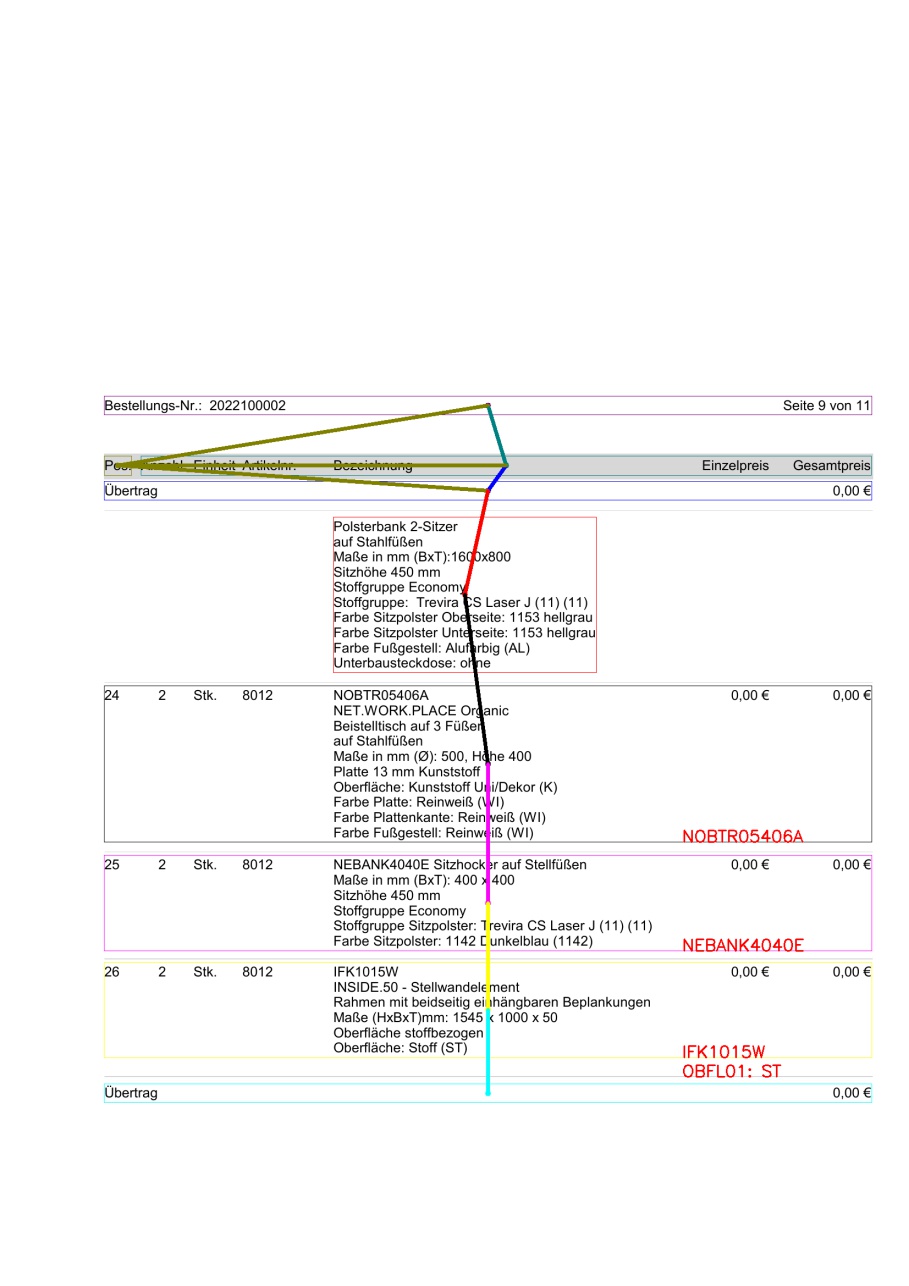 Bestellungs-Nr.: 2022100002 Seite 9 von 11
Pos. Anzahl Einheit Artikelnr. Bezeichnung Einzelpreis Gesamtpreis
Übertrag 0,00 €
Polsterbank 2-Sitzer
auf Stahlfüßen
Maße in mm (BxT):1600x800
Sitzhöhe 450 mm
Stoffgruppe Economy
Stoffgruppe: Trevira CS Laser J (11) (11)
Farbe Sitzpolster Oberseite: 1153 hellgrau
Farbe Sitzpolster Unterseite: 1153 hellgrau
Farbe Fußgestell: Alufarbig (AL)
Unterbausteckdose: ohne
24 2 Stk. 8012 NOBTR05406A 0,00 € 0,00 €
NET.WORK.PLACE Organic
Beistelltisch auf 3 Füßen
auf Stahlfüßen
Maße in mm (Ø): 500, Höhe 400
Platte 13 mm Kunststoff
Oberfläche: Kunststoff Uni/Dekor (K)
Farbe Platte: Reinweiß (WI)
Farbe Plattenkante: Reinweiß (WI)
Farbe Fußgestell: Reinweiß (WI) NOBTR05406A
25 2 Stk. 8012 NEBANK4040E Sitzhocker auf Stellfüßen 0,00 € 0,00 €
Maße in mm (BxT): 400 x 400
Sitzhöhe 450 mm
Stoffgruppe Economy
Stoffgruppe Sitzpolster: Trevira CS Laser J (11) (11)
Farbe Sitzpolster: 1142 Dunkelblau (1142) NEBANK4040E
26 2 Stk. 8012 IFK1015W 0,00 € 0,00 €
INSIDE.50 - Stellwandelement
Rahmen mit beidseitig einhängbaren Beplankungen
Maße (HxBxT)mm: 1545 x 1000 x 50
Oberfläche stoffbezogen
Oberfläche: Stoff (ST) IFK1015W
OBFL01: ST
Übertrag 0,00 €